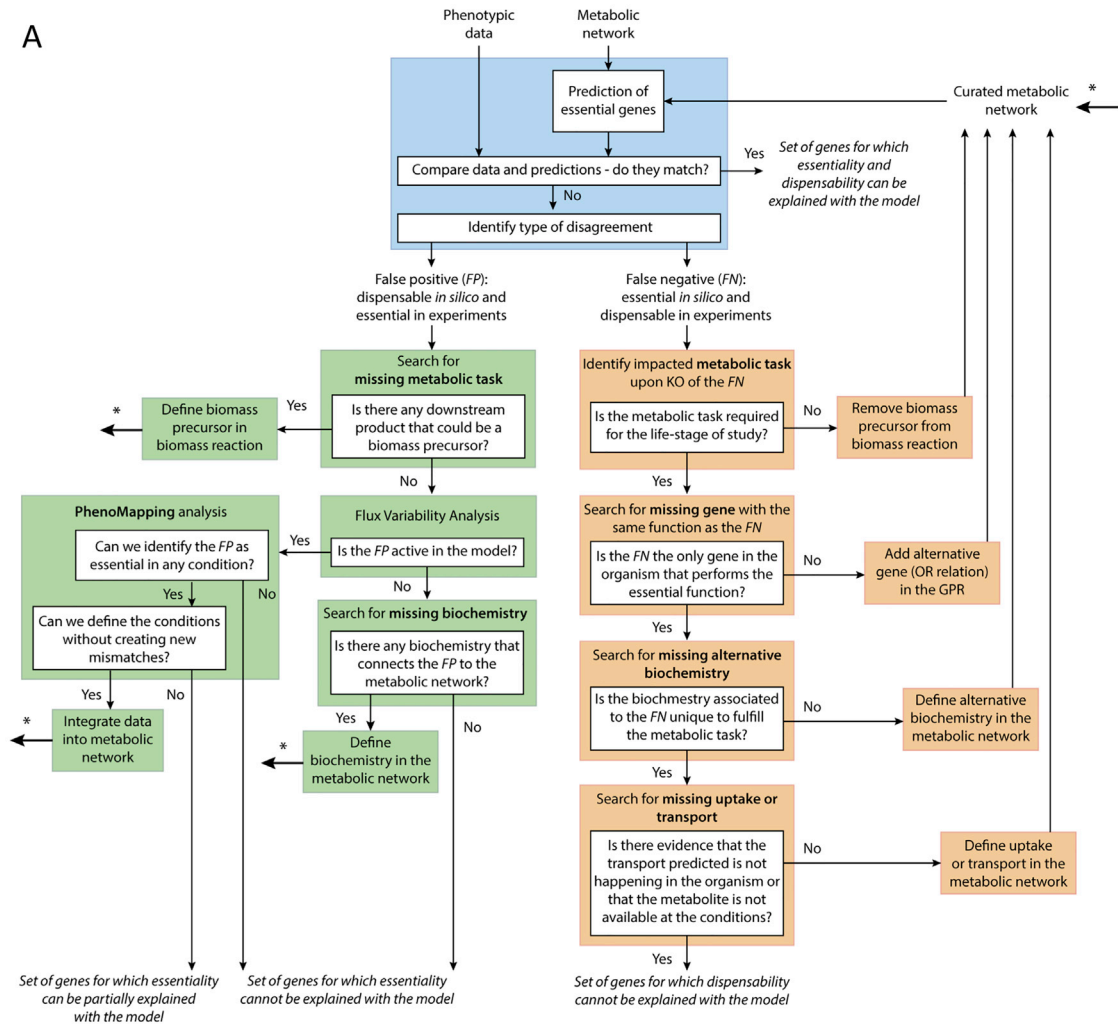 A
Phenotypic
data
Metabolic
network
Prediction of
essential genes
Curated metabolic
network
*
Compare data and predictions - do they match?
Yes
Set of genes for which
essentiality and
dispensability can be
explained with the model
No
Identify type of disagreement
False positive (FP):
dispensable in silico and
essential in experiments
False negative (FN):
essential in silico and
dispensable in experiments
Search for
missing metabolic task
Is there any downstream
product that could be a
biomass precursor?
Yes
*
Define biomass
precursor in
biomass reaction
No
PhenoMapping analysis
Can we identify the FP as
essential in any condition?
Yes
Flux Variability Analysis
Is the FP active in the model?
Yes
No
No
Can we define the conditions
without creating new
mismatches?
Search for missing biochemistry
Is there any biochemistry that
connects the FP to the
metabolic network?
Yes
No
*
Integrate data
into metabolic
network
Yes
No
*
Define
biochemistry in the
metabolic network
Identify impacted metabolic task
upon KO of the FN
Is the metabolic task required
for the life-stage of study?
No
Remove biomass
precursor from
biomass reaction
Yes
Search for missing gene with the
same function as the FN
Is the FN the only gene in the
organism that performs the
essential function?
No
Add alternative
gene (OR relation)
in the GPR
Yes
Search for missing alternative
biochemistry
Is the biochmestry associated
to the FN unique to fulfill
the metabolic task?
No
Define alternative
biochemistry in the
metabolic network
Yes
Search for missing uptake or
transport
Is there evidence that the
transport predicted is not
happening in the organism or
that the metabolite is not
available at the conditions?
No
Define uptake
or transport in the
metabolic network
Yes
Set of genes for which essentiality
can be partially explained
with the model
Set of genes for which essentiality
cannot be explained with the model
Set of genes for which dispensability
cannot be explained with the model